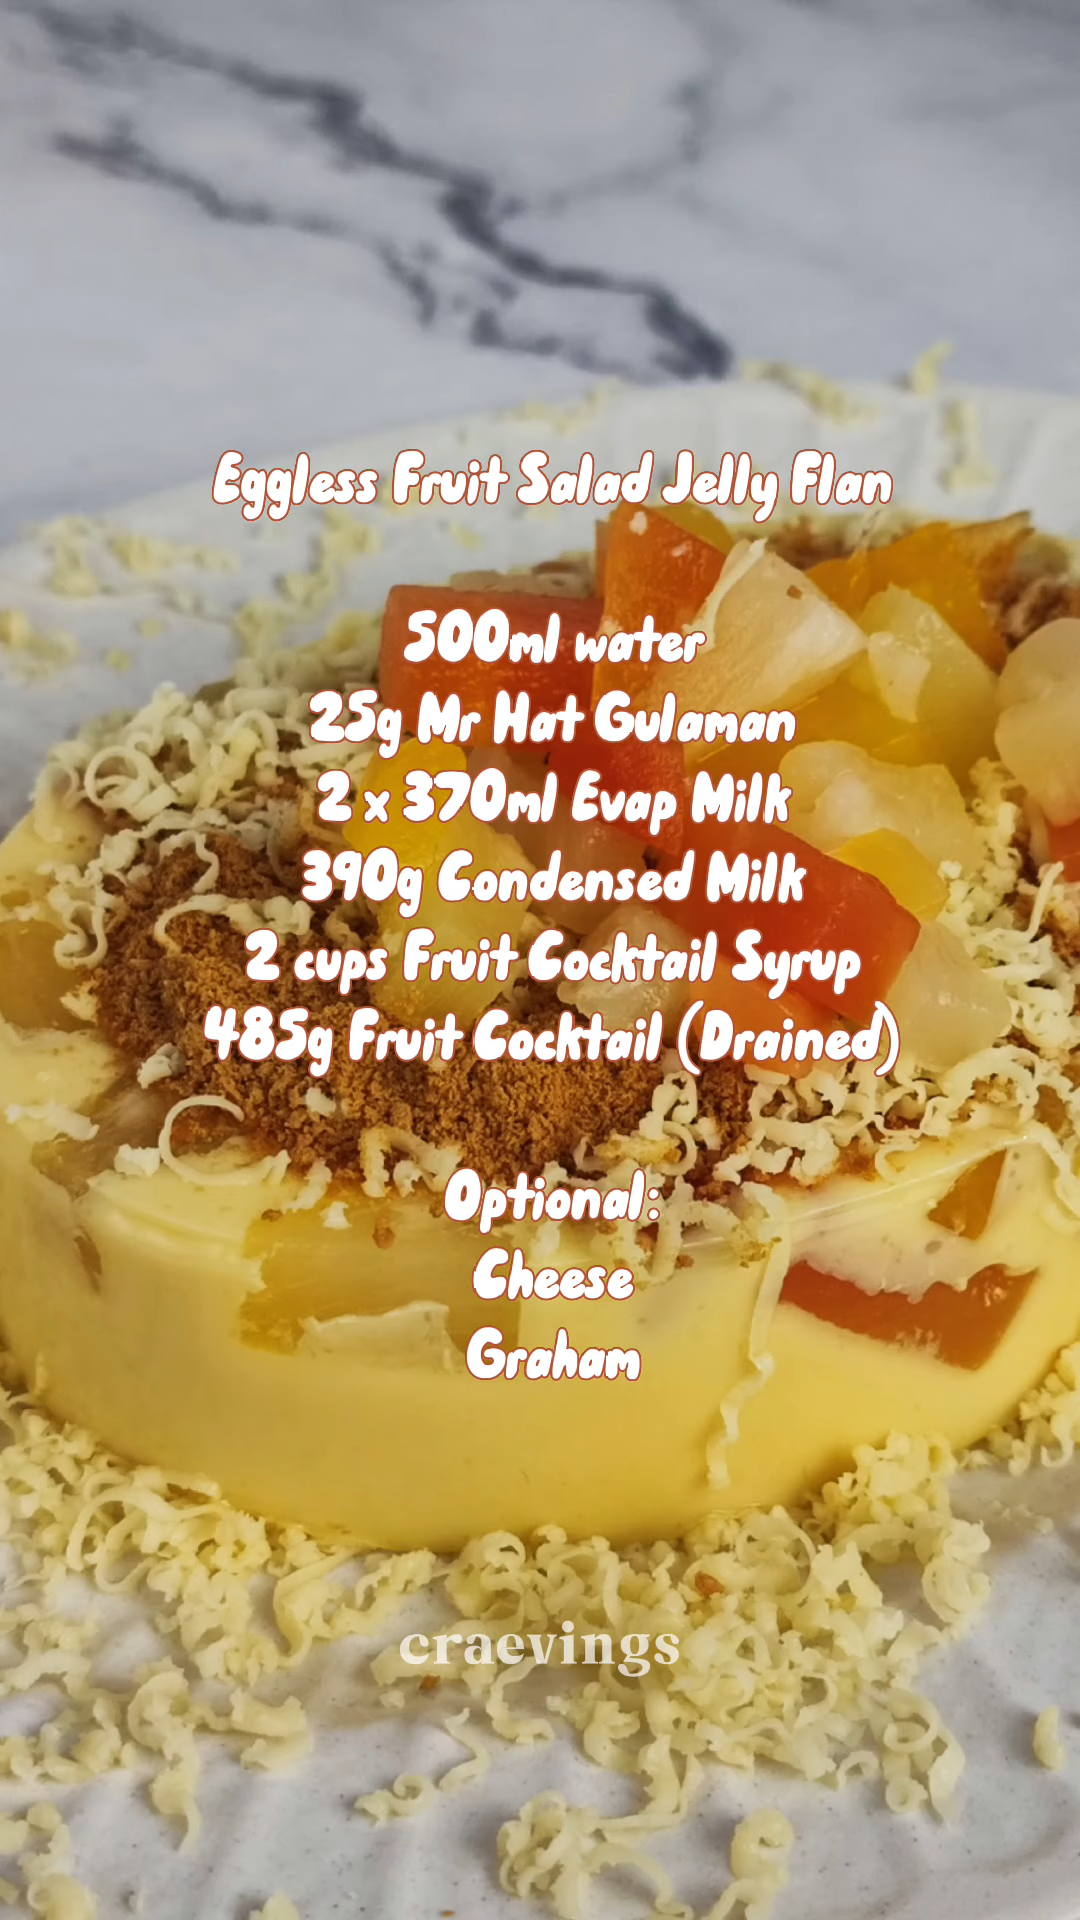 Eggless Fruit Salad Jelly Flan
500ml water
25g Mr Hat Gulaman
2 x 370ml Evap Milk
390g Condensed Milk
2 cups Fruit Cocktail Syrup
485g Fruit Cocktail (Drained)
Optional:
Cheese
Graham
craevings